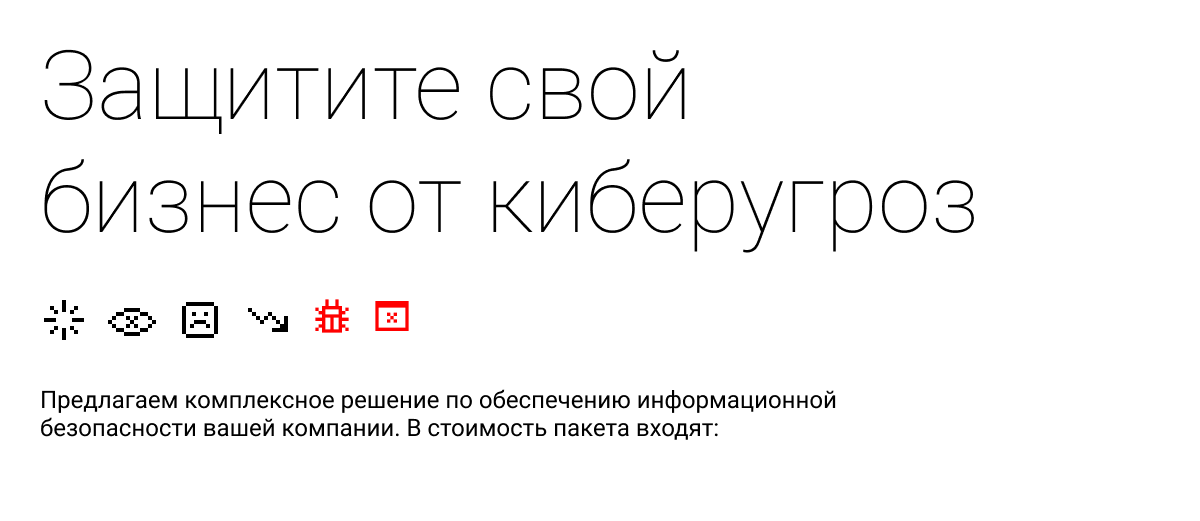 Защитите свой
бизнес от киберугроз
Предлагаем комплексное решение по обеспечению информационной
безопасности вашей компании. В стоимость пакета входят: